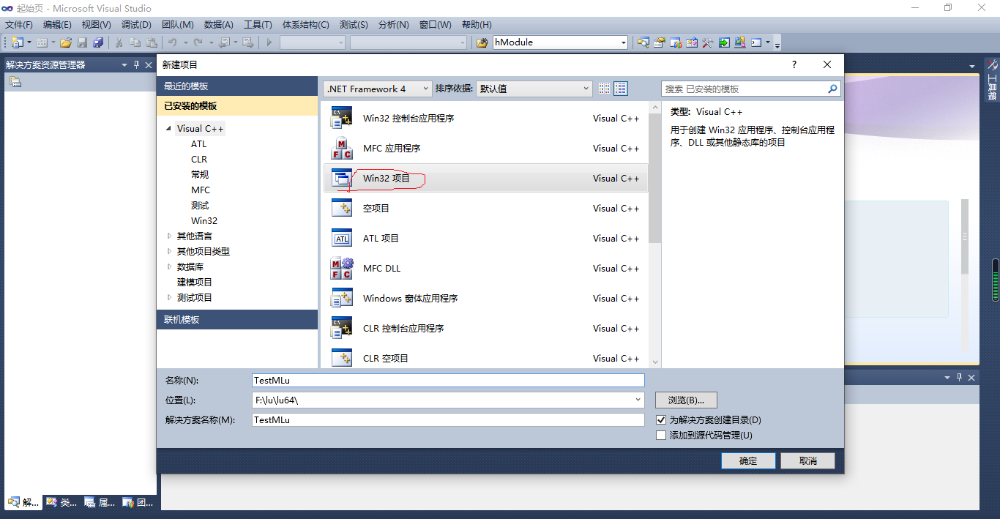 起始页 - Microsoft Visual Studio
文件(F) 编辑(E) 视图(V) 调试(D) 团队(M) 数据(A) 工具(T) 体系结构(C) 测试(S) 分析(N) 窗口(W) 帮助(H)
hModule
解决方案资源管理器
工具箱
新建项目
最近的模板
已安装的模板
Visual C++
ATL
CLR
常规
MFC
测试
Win32
其他语言
其他项目类型
数据库
建模项目
测试项目
联机模板
.NET Framework 4 排序依据: 默认值
搜索 已安装的模板
Win32 控制台应用程序 Visual C++
MFC 应用程序 Visual C++
Win32 项目 Visual C++
空项目 Visual C++
ATL 项目 Visual C++
MFC DLL Visual C++
Windows 窗体应用程序 Visual C++
CLR 控制台应用程序 Visual C++
CLR 空项目 Visual C++
类型: Visual C++
用于创建 Win32 应用程序、控制台应用程
序、DLL 或其他静态库的项目
名称(N): TestMLu
位置(L): F:\lu\lu64\ 浏览(B)...
解决方案名称(M): TestMLu
为解决方案创建目录(D)
添加到源代码管理(U)
确定 取消
解... 类... 属... 团...